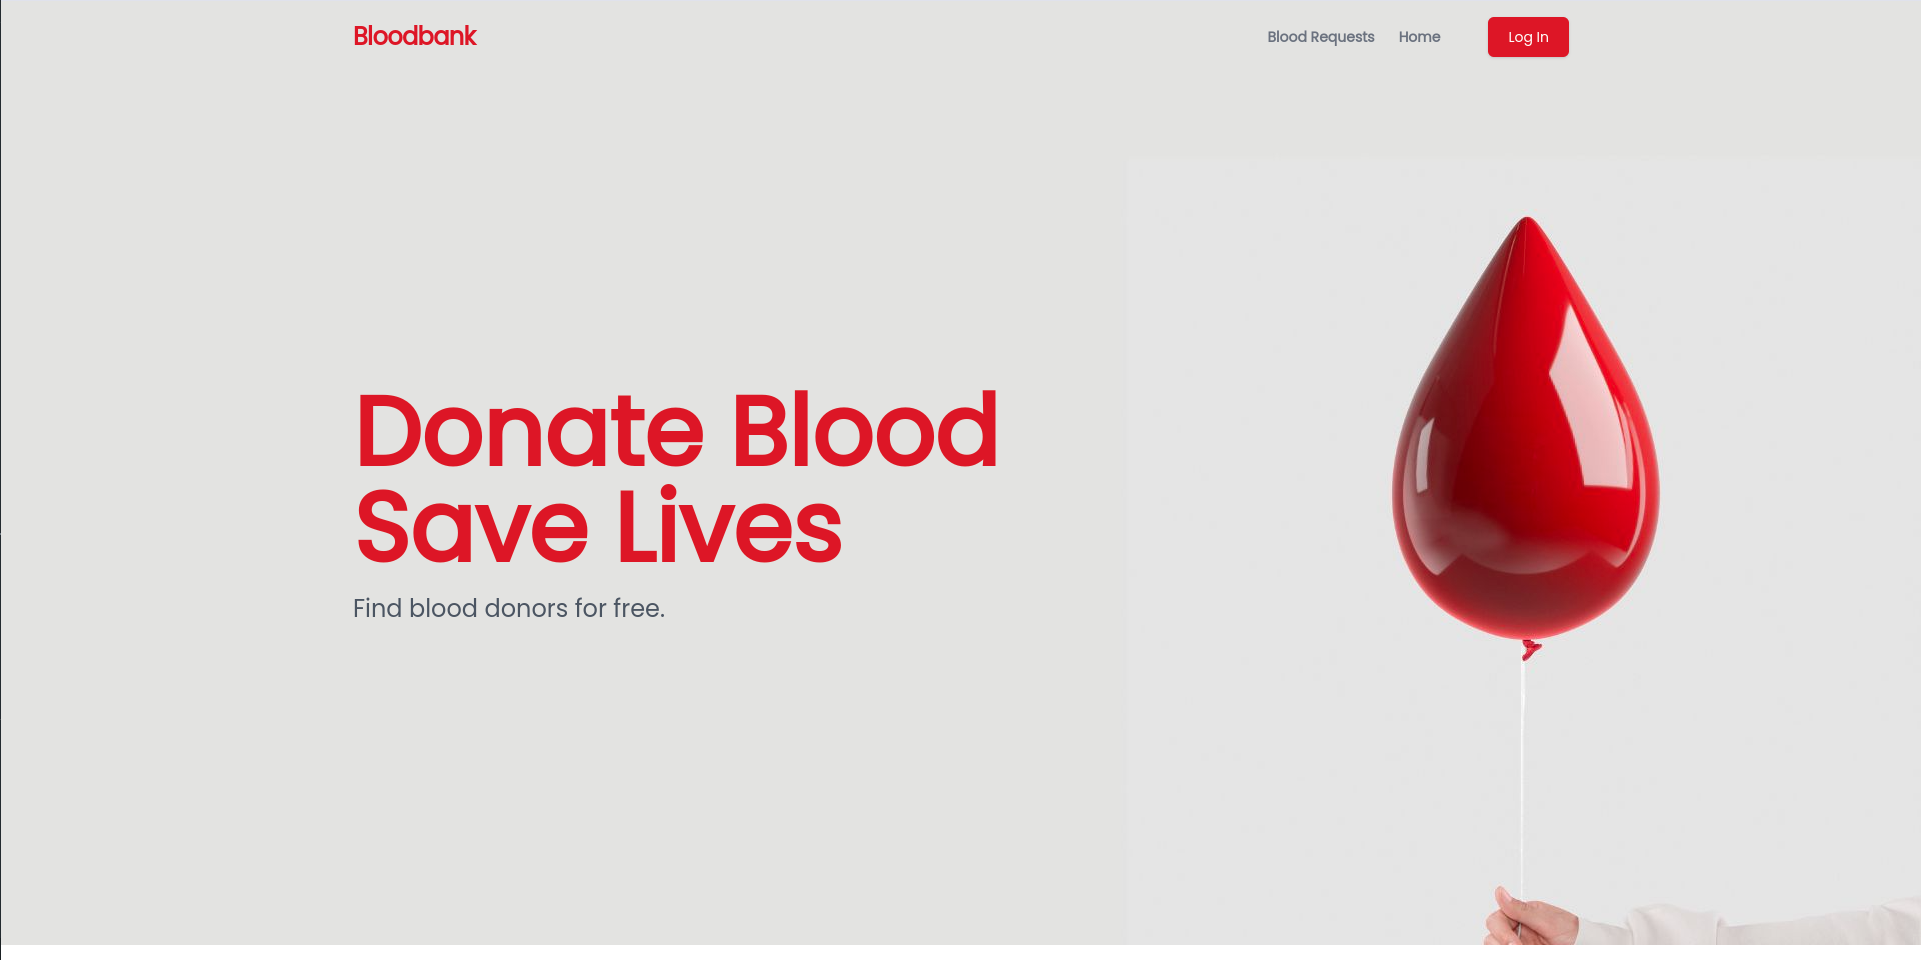 Bloodbank
Blood Requests
Home
Log In
Donate Blood
Save Lives
Find blood donors for free.